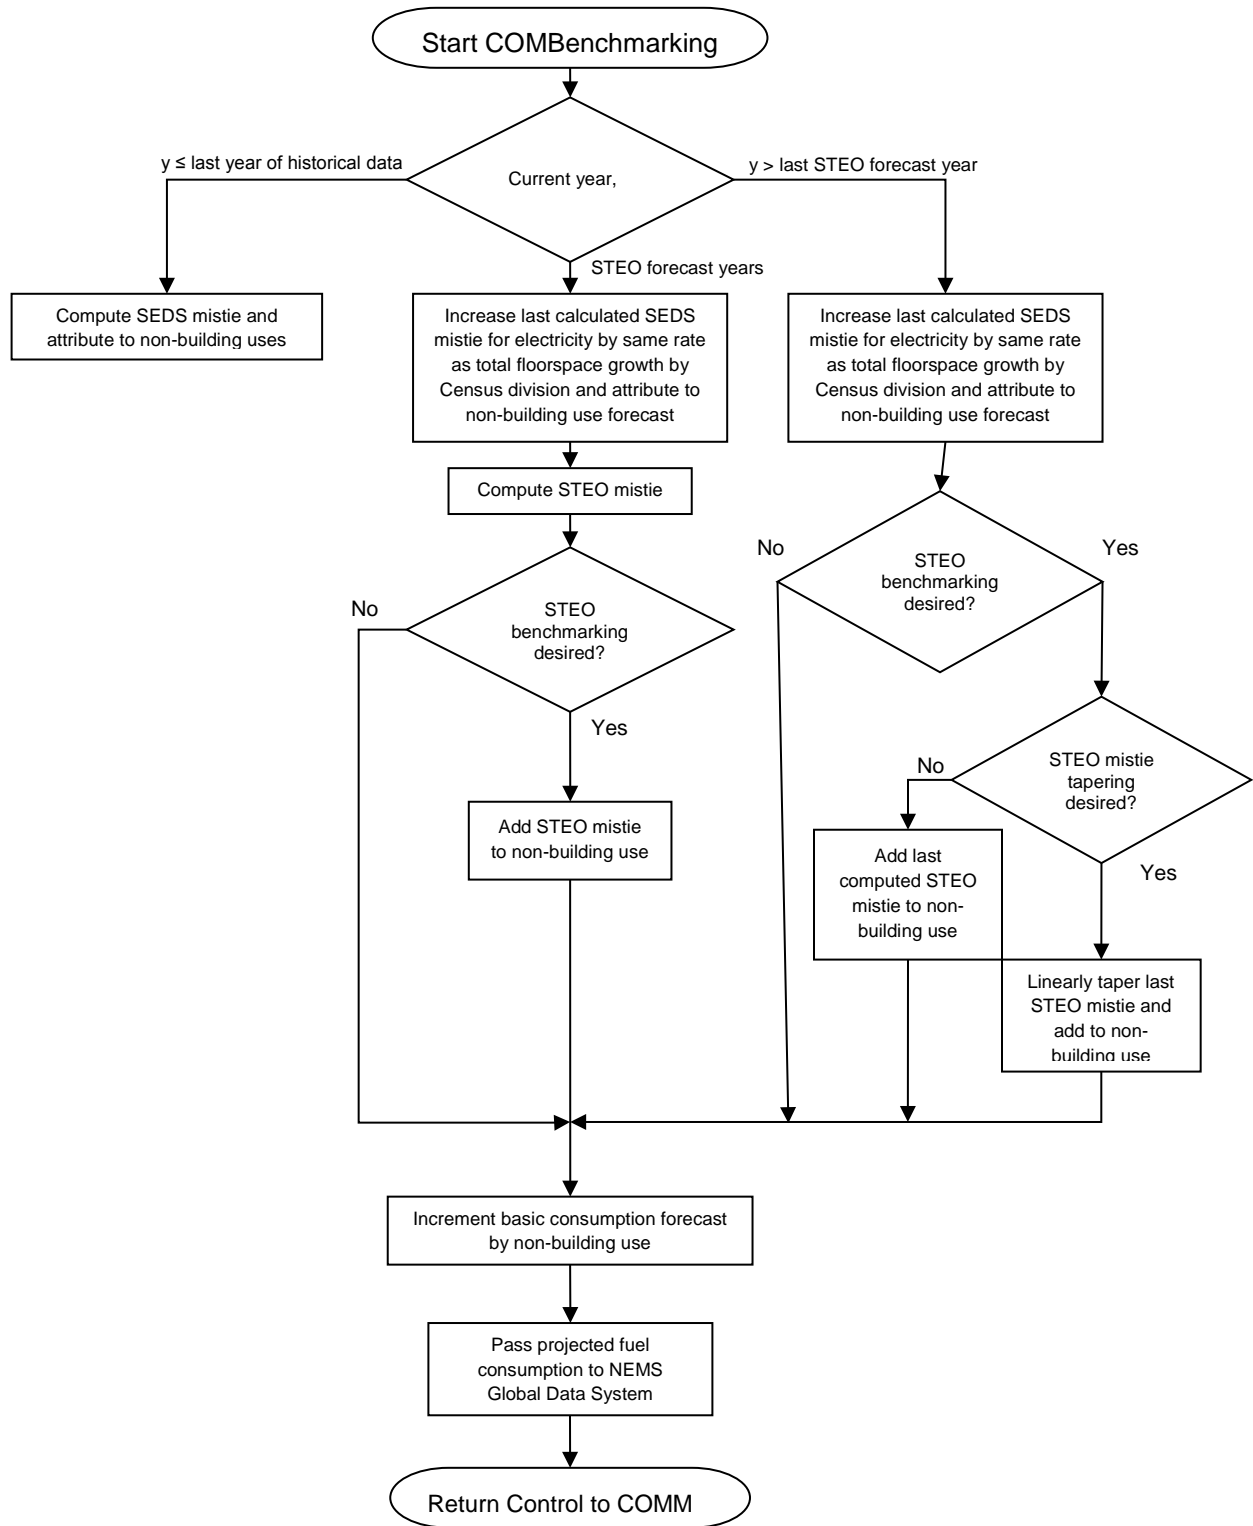 Start COMBenchmarking
y ≤ last year of historical data
Current year,
y > last STEO forecast year
STEO forecast years
Compute SEDS mistie and
attribute to non-building uses
Increase last calculated SEDS
mistie for electricity by same rate
as total floorspace growth by
Census division and attribute to
non-building use forecast
Increase last calculated SEDS
mistie for electricity by same rate
as total floorspace growth by
Census division and attribute to
non-building use forecast
Compute STEO mistie
No
STEO
benchmarking
desired?
Yes
No
STEO
benchmarking
desired?
Yes
Add STEO mistie
to non-building use
No
STEO mistie
tapering
desired?
Yes
Add last
computed STEO
mistie to non-
building use
Linearly taper last
STEO mistie and
add to non-
building use
Increment basic consumption forecast
by non-building use
Pass projected fuel
consumption to NEMS
Global Data System
Return Control to COMM